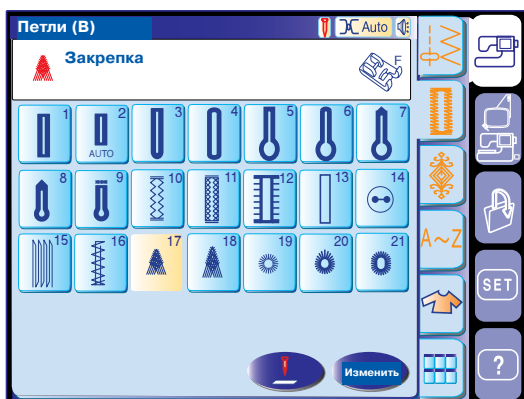 Петли (В)
Auto
Закрепка
F
1 2 3 4 5 6 7
AUTO
8 9 10 11 12 13 14
15 16 17 18 19 20 21
A~Z
SET
?
Изменить